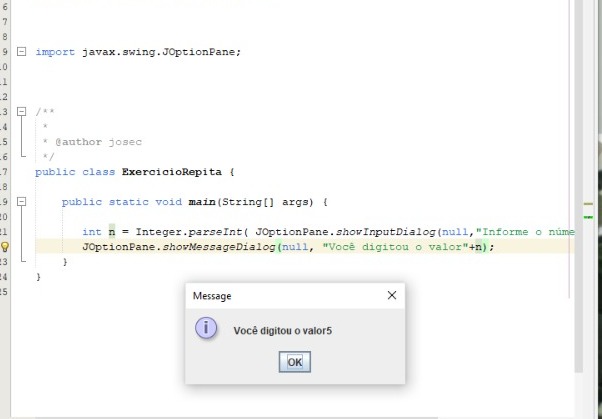 6
7
8
9 import javax.swing.JOptionPane;
10
11
12
13 /**
14 *
15 * @author josec
16 */
17 public class ExercicioRepita {
18
19 public static void main(String[] args) {
20
21 int n = Integer.parseInt( JOptionPane.showInputDialog(null,"Informe o núme
JOptionPane.showMessageDialog(null, "Você digitou o valor"+n);
23 }
24 }
25
Message
Você digitou o valor5
OK